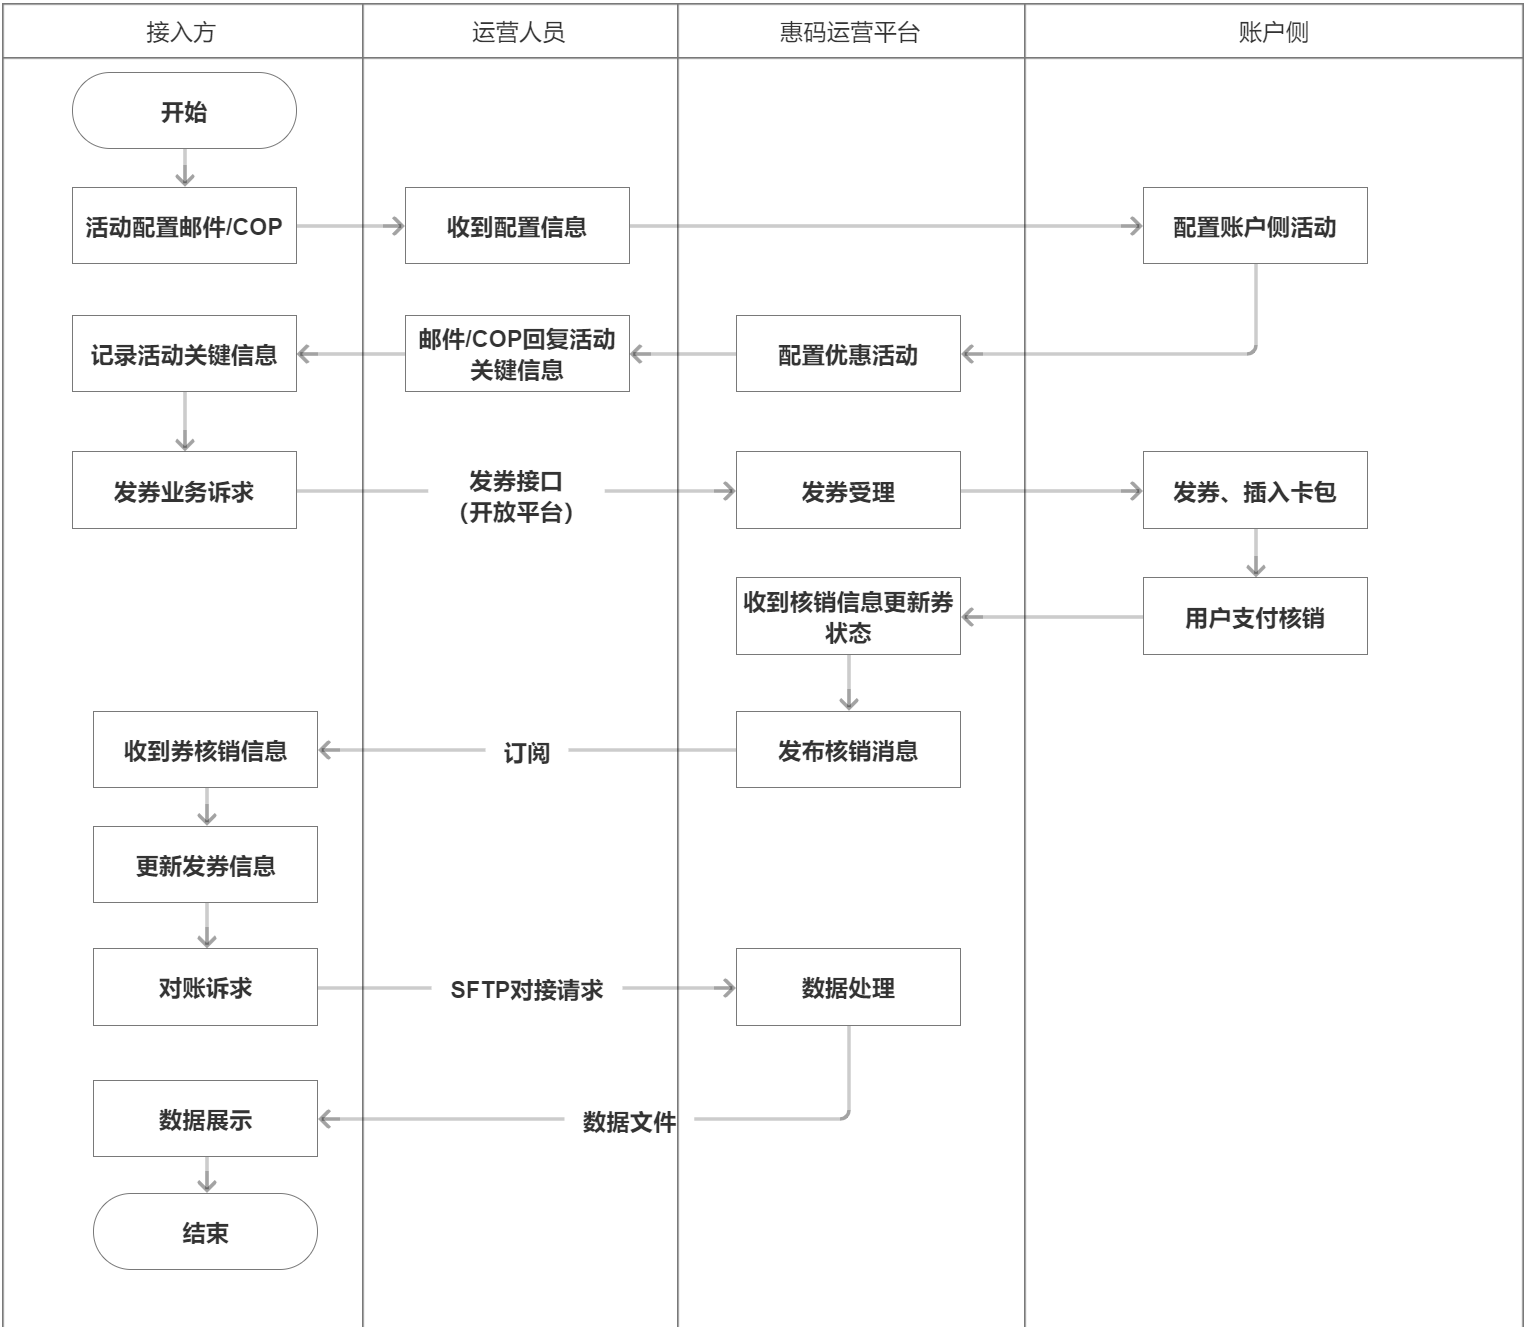 接入方
运营人员
惠码运营平台
账户侧
开始
活动配置邮件/COP
收到配置信息
配置账户侧活动
记录活动关键信息
邮件/COP回复活动
关键信息
配置优惠活动
发券业务诉求
发券接口
（开放平台）
发券受理
发券、插入卡包
收到核销信息更新券
状态
用户支付核销
收到券核销信息
订阅
发布核销消息
更新发券信息
对账诉求
SFTP对接请求
数据处理
数据展示
数据文件
结束